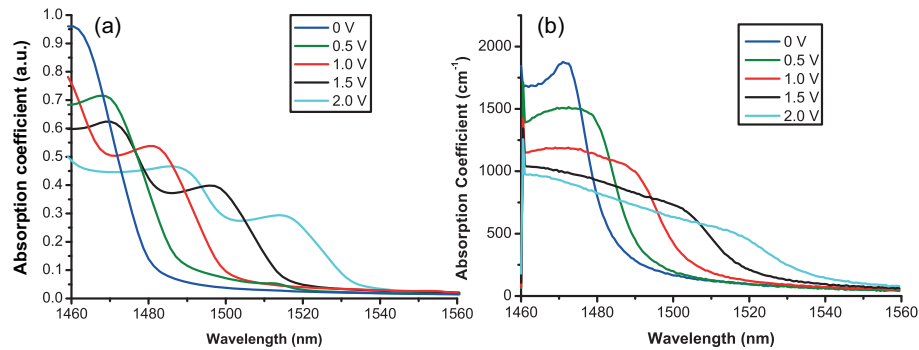 (a)
0 V
0.5 V
1.0 V
1.5 V
2.0 V
Absorption coefficient (a.u.)
1.0
0.9
0.8
0.7
0.6
0.5
0.4
0.3
0.2
0.1
0.0
1460 1480 1500 1520 1540 1560
Wavelength (nm)
(b)
0 V
0.5 V
1.0 V
1.5 V
2.0 V
Absorption Coefficient (cm⁻¹)
2000
1500
1000
500
0
1460 1480 1500 1520 1540 1560
Wavelength (nm)